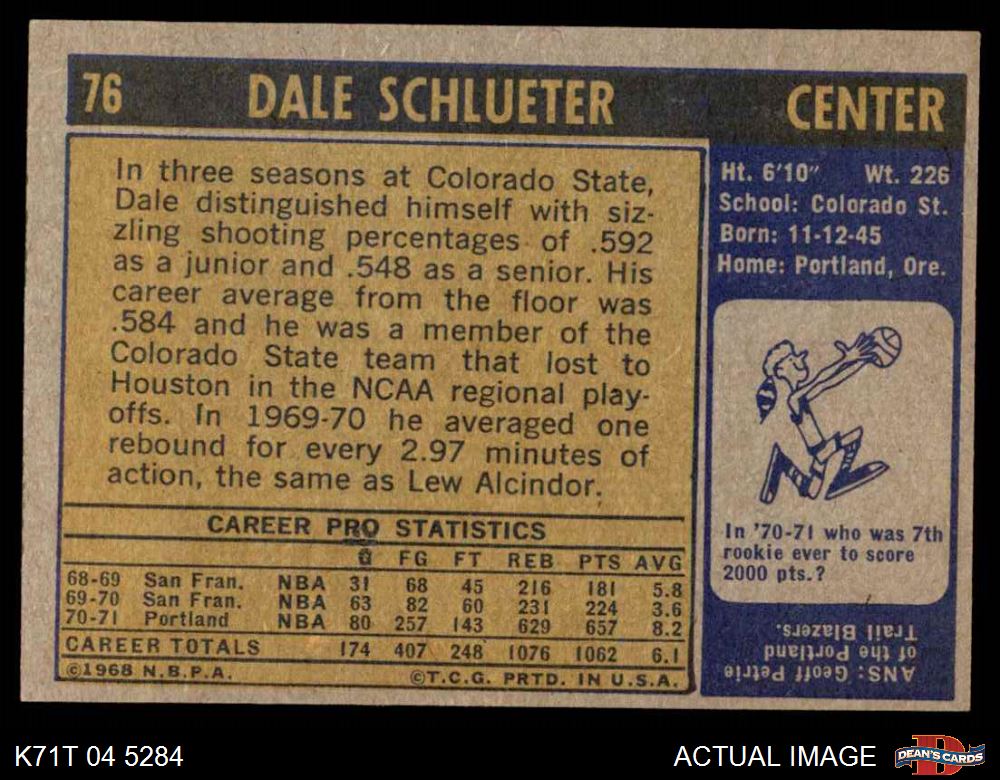 76 DALE SCHLUETER CENTER
In three seasons at Colorado State,
Dale distinguished himself with siz-
zling shooting percentages of .592
as a junior and .548 as a senior. His
career average from the floor was
.584 and he was a member of the
Colorado State team that lost to
Houston in the NCAA regional play-
offs. In 1969-70 he averaged one
rebound for every 2.97 minutes of
action, the same as Lew Alcindor.
CAREER PRO STATISTICS
G FG FT REB PTS AVG
68-69 San Fran. NBA 31 68 45 216 181 5.8
69-70 San Fran. NBA 63 82 60 231 224 3.6
70-71 Portland NBA 80 257 143 629 657 8.2
CAREER TOTALS 174 407 248 1076 1062 6.1
©1968 N.B.P.A. ©T.C.G. PRTD. IN U.S.A.
Ht. 6'10" Wt. 226
School: Colorado St.
Born: 11-12-45
Home: Portland, Ore.
In '70-71 who was 7th
rookie ever to score
2000 pts.?
ANS: Geoff Petrie
of the Portland
Trail Blazers.
K71T 04 5284
ACTUAL IMAGE
D
DEAN'S CARDS